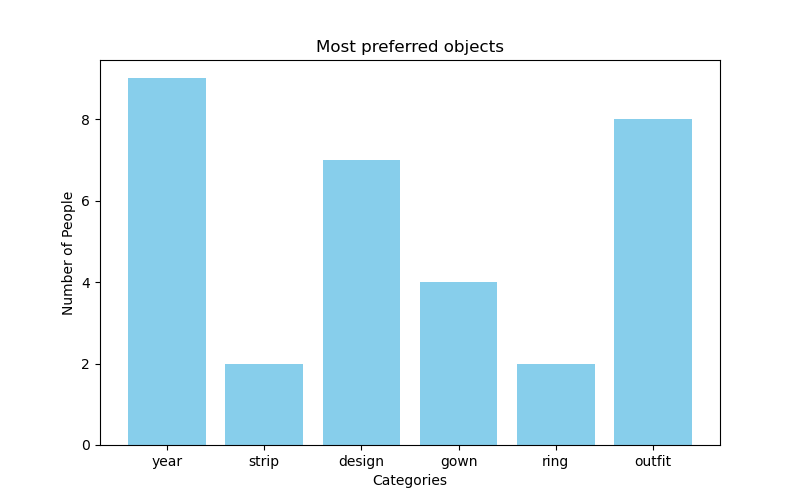 Most preferred objects
Number of People
8
6
4
2
0
year strip design gown ring outfit
Categories